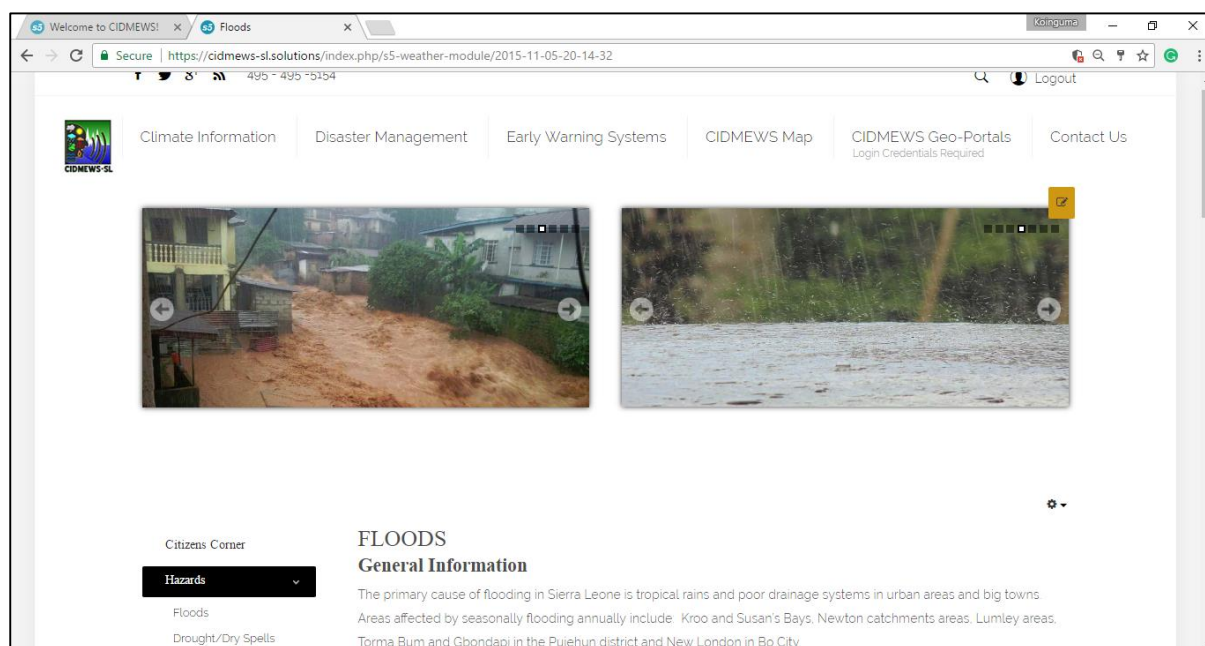 Welcome to CIDMEWS!
Floods
Koinguma
Secure | https://cidmews-sl.solutions/index.php/s5-weather-module/2015-11-05-20-14-32
495 - 495 -5154
Logout
CIDMEWS-SL
Climate Information
Disaster Management
Early Warning Systems
CIDMEWS Map
CIDMEWS Geo-Portals
Login Credentials Required
Contact Us
Citizens Corner
Hazards
Floods
Drought/Dry Spells
FLOODS
General Information
The primary cause of flooding in Sierra Leone is tropical rains and poor drainage systems in urban areas and big towns.
Areas affected by seasonally flooding annually include: Kroo and Susan's Bays, Newton catchments areas, Lumley areas,
Torma Bum and Gbondapi in the Pujehun district and New London in Bo City